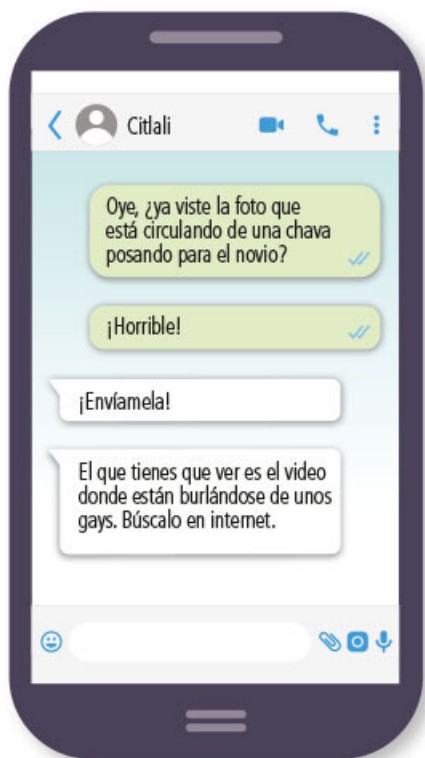 Citlali
Oye, ¿ya viste la foto que
está circulando de una chava
posando para el novio?
¡Horrible!
¡Envíamela!
El que tienes que ver es el video
donde están burlándose de unos
gays. Búscalo en internet.